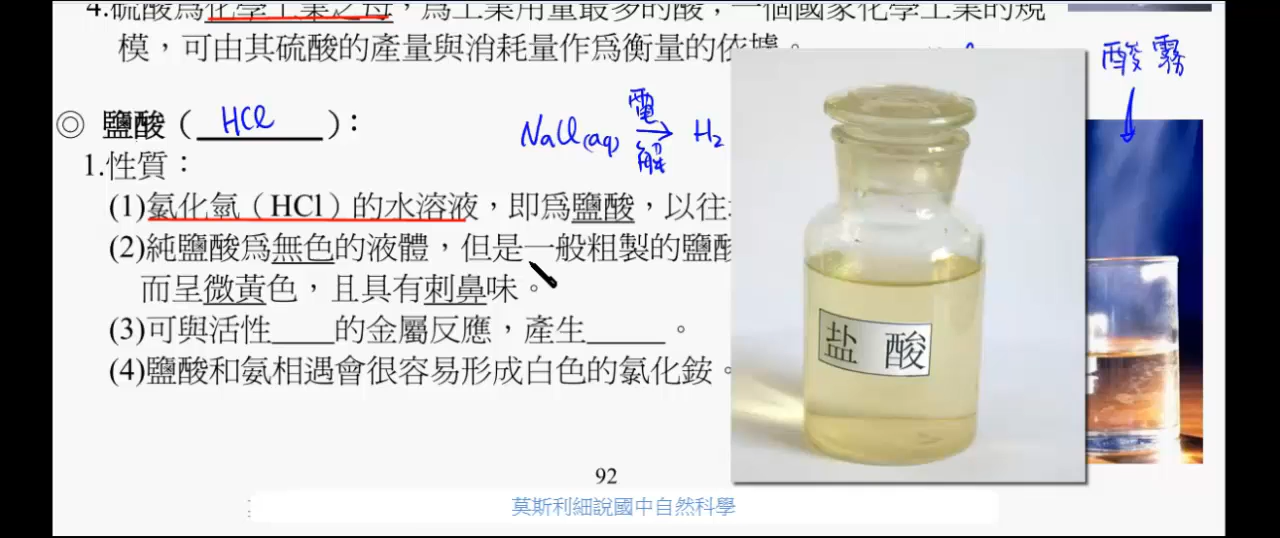 4.硫酸為化學工業之母，為工業用量最多的酸，一個國家化學工業的規
模，可由其硫酸的產量與消耗量作為衡量的依據。
酸霧
◎ 鹽酸（ HCl ）：
NaCl(aq) 電解→ H2
1.性質：
(1)氯化氫（HCl）的水溶液，即為鹽酸，以往
(2)純鹽酸為無色的液體，但是一般粗製的鹽酸
而呈微黃色，且具有刺鼻味。
(3)可與活性____的金屬反應，產生_____。
(4)鹽酸和氨相遇會很容易形成白色的氯化銨。
盐 酸
92
莫斯利細說國中自然科學